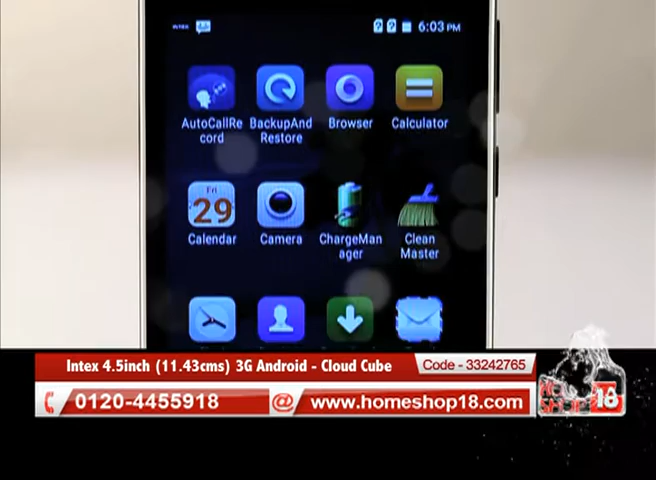 INTEX
6:03 PM
AutoCallRe
cord
BackupAnd
Restore
Browser
Calculator
Fri
29
Calendar
Camera
ChargeMan
ager
Clean
Master
Intex 4.5inch (11.43cms) 3G Android - Cloud Cube
Code - 33242765
0120-4455918
@ www.homeshop18.com
18